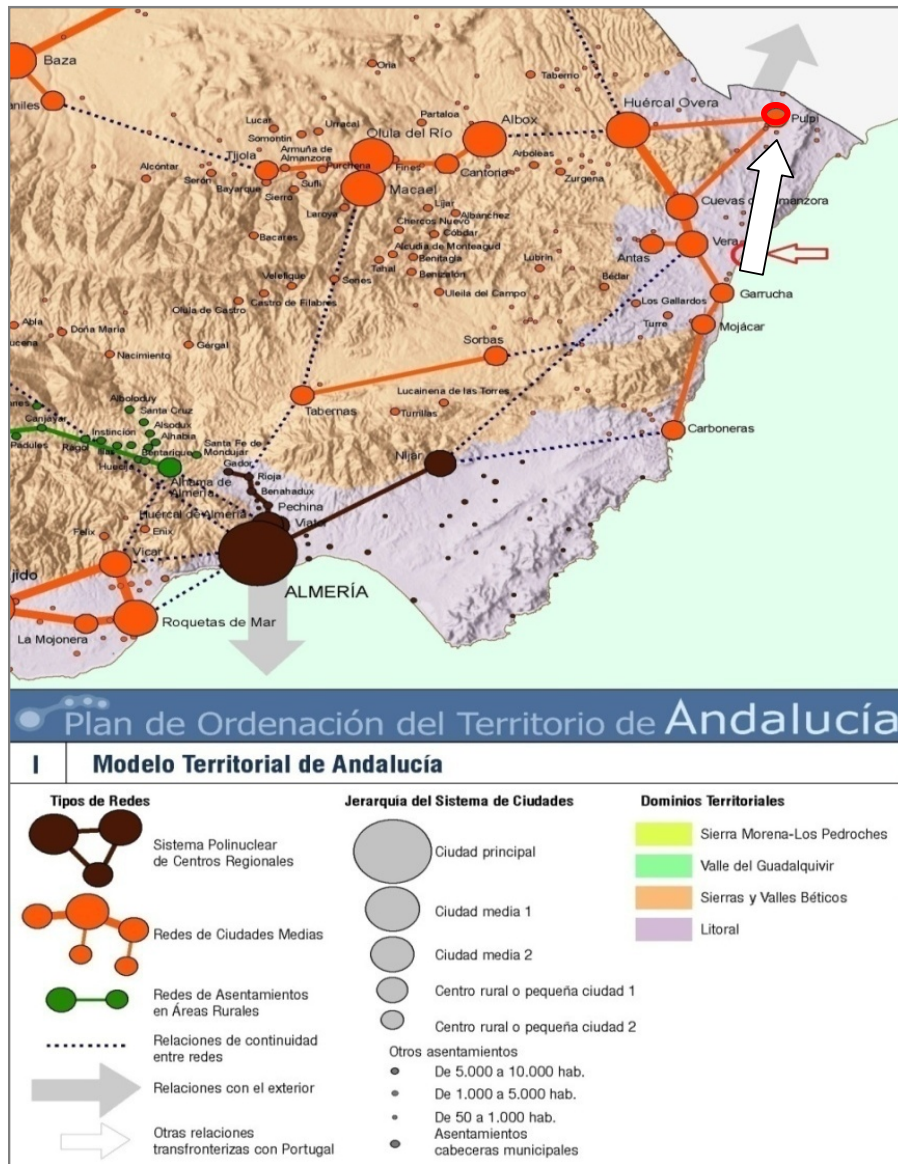 Baza
Oria
Taberno
Huércal Overa
Pulpí
aniles
Partaloa
Albox
Lucar
Urracal
Somontín
Olula del Río
Armuña de
Almanzora
Tíjola
Purchena
Fines
Cantoria
Arboleas
Zurgena
Alcóntar
Serón
Bayarque
Sierro
Sufli
Macael
Laroya
Líjar
Albánchez
Chercos Nuevo
Cóbdar
Bacares
Alcudia de Monteagud
Tahal
Benitagla
Benizalón
Lubrín
Antas
Vera
Bédar
Velefique
Senes
Castro de Filabres
Olula de Castro
Uleila del Campo
Los Gallardos
Garrucha
Turre
Mojácar
Abla
Doña María
ucena
Gérgal
Nacimiento
Sorbas
Lucainena de las Torres
Turrillas
Tabernas
Carboneras
Alboloduy
Santa Cruz
Alsodux
Canjáyar
Instinción
Alhabia
Padules
Ragol
Bentarique
Santa Fe de
Mondújar
Huécija
Gador
Rioja
Níjar
Alhama de
Almería
Benahadux
Pechina
Huércal de Almería
Viator
Felix
Enix
Vícar
ejido
ALMERÍA
Roquetas de Mar
La Mojonera
Plan de Ordenación del Territorio de Andalucía
I Modelo Territorial de Andalucía
Tipos de Redes
Sistema Polinuclear
de Centros Regionales
Redes de Ciudades Medias
Redes de Asentamientos
en Áreas Rurales
Relaciones de continuidad
entre redes
Relaciones con el exterior
Otras relaciones
transfronterizas con Portugal
Jerarquía del Sistema de Ciudades
Ciudad principal
Ciudad media 1
Ciudad media 2
Centro rural o pequeña ciudad 1
Centro rural o pequeña ciudad 2
Otros asentamientos
De 5.000 a 10.000 hab.
De 1.000 a 5.000 hab.
De 50 a 1.000 hab.
Asentamientos
cabeceras municipales
Dominios Territoriales
Sierra Morena-Los Pedroches
Valle del Guadalquivir
Sierras y Valles Béticos
Litoral